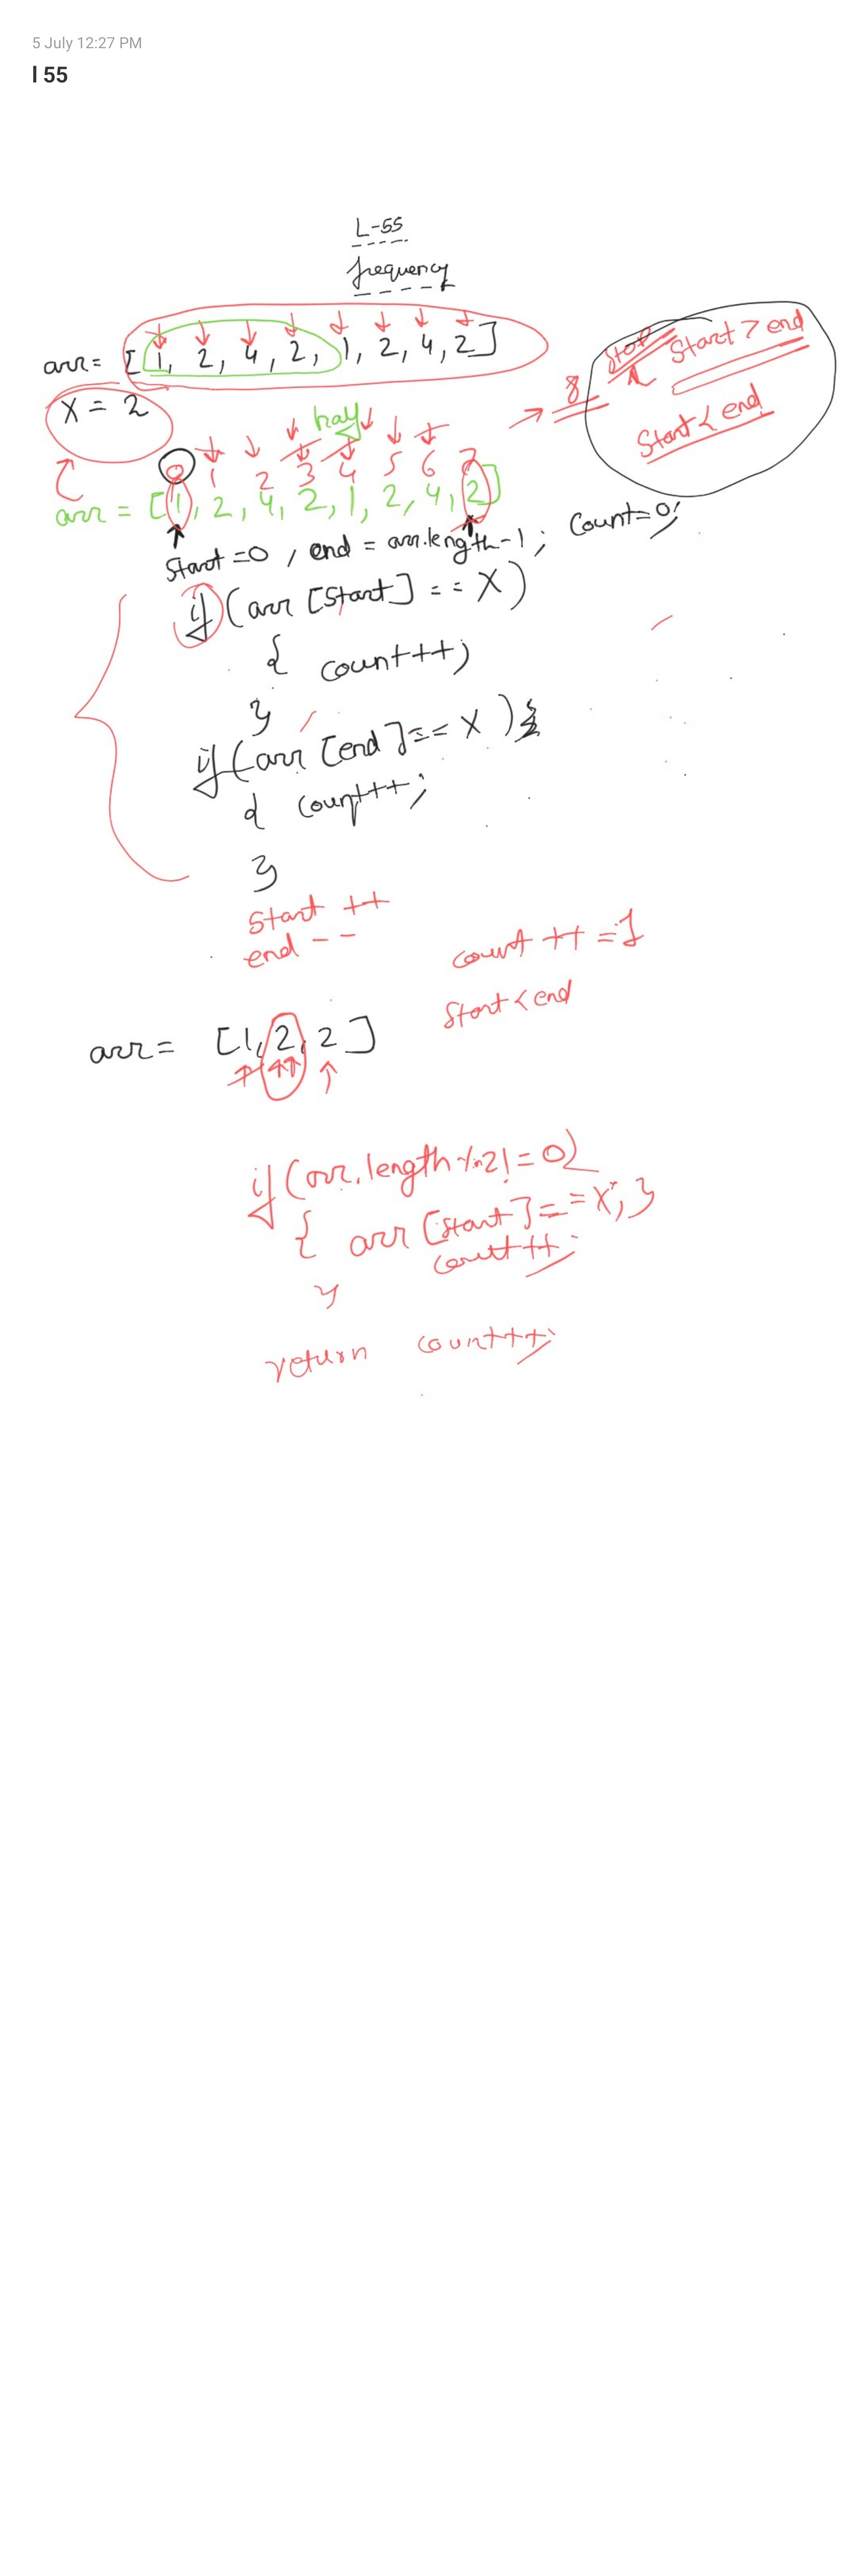 5 July 12:27 PM
l 55
L-55
frequency
arr= [1, 2, 4, 2, 1, 2, 4, 2]
Stop Start > end
8
Start < end
X = 2
half
0 1 2 3 4 5 6 7
arr = [1, 2, 4, 2, 1, 2, 4, 2]
Start =0 , end = arr.length-1 ; Count=0;
if (arr [Start] == X)
{ count++;
}
if (arr [end] == X ) {
{ count++;
}
Start ++
end --
count ++ =1
Start < end
arr= [1, 2, 2]
if (arr.length % 2 != 0)
{ arr [start] == X; }
count++;
}
return count++;